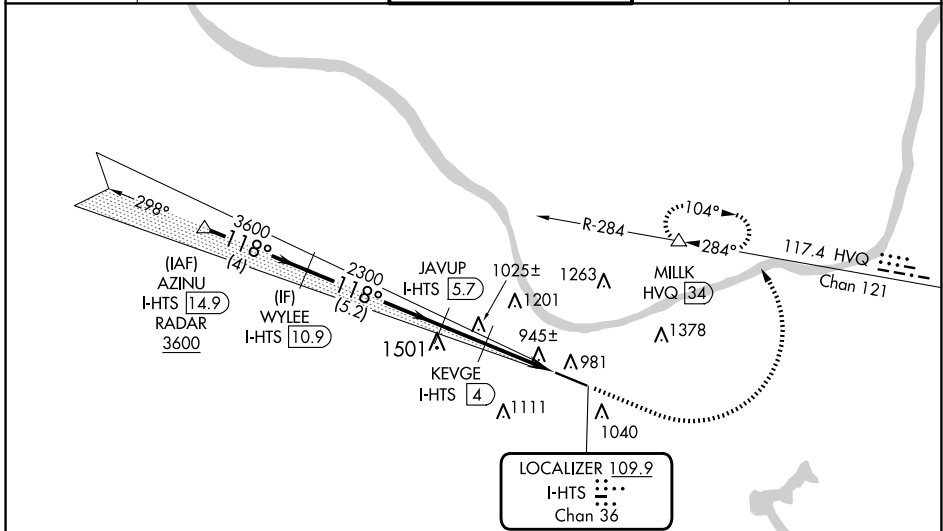 298°
3600
118°
(4)
(IAF)
AZINU
I-HTS 14.9
RADAR
3600
2300
118°
(5.2)
(IF)
WYLEE
I-HTS 10.9
JAVUP
I-HTS 5.7
1025±
1201
1263
1501
945±
981
KEVGE
I-HTS 4
1111
1040
R-284
104°
284°
MILLK
HVQ 34
1378
117.4 HVQ
Chan 121
LOCALIZER 109.9
I-HTS
Chan 36